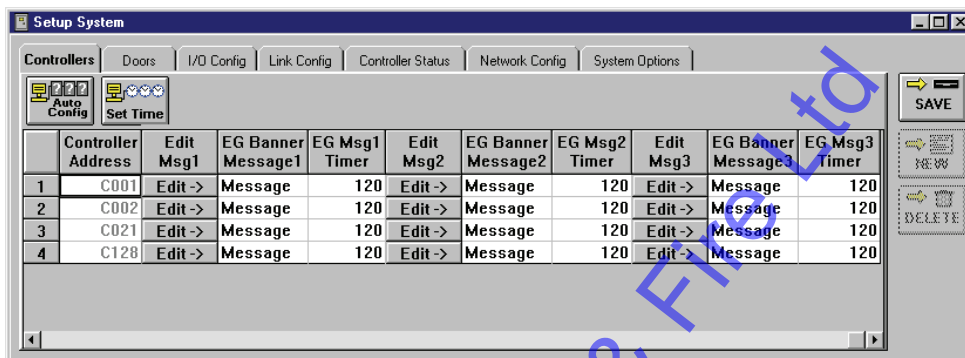 Setup System
Controllers Doors I/O Config Link Config Controller Status Network Config System Options
??? Auto Config Set Time
SAVE
NEW
DELETE
Controller Address Edit Msg1 EG Banner Message1 EG Msg1 Timer Edit Msg2 EG Banner Message2 EG Msg2 Timer Edit Msg3 EG Banner Message3 EG Msg3 Timer
1 C001 Edit -> Message 120 Edit -> Message 120 Edit -> Message 120
2 C002 Edit -> Message 120 Edit -> Message 120 Edit -> Message 120
3 C021 Edit -> Message 120 Edit -> Message 120 Edit -> Message 120
4 C128 Edit -> Message 120 Edit -> Message 120 Edit -> Message 120
& Fire Ltd